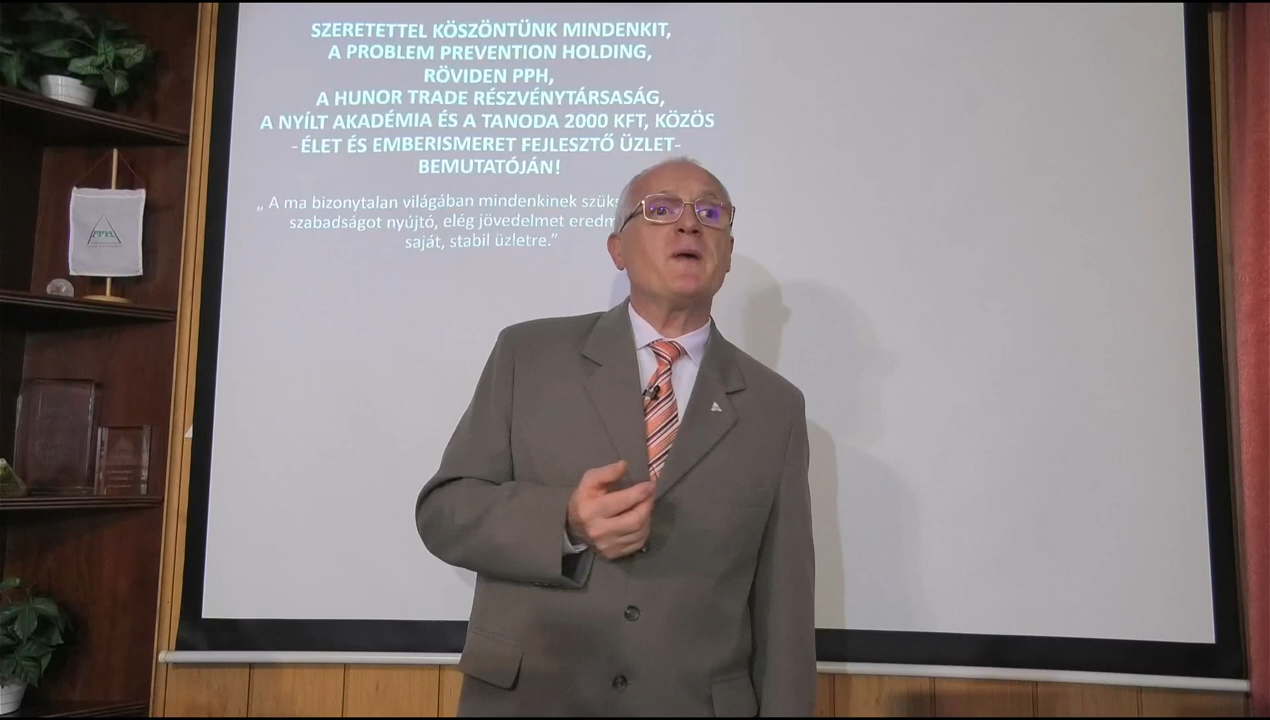 SZERETETTEL KÖSZÖNTÜNK MINDENKIT,
A PROBLEM PREVENTION HOLDING,
RÖVIDEN PPH,
A HUNOR TRADE RÉSZVÉNYTÁRSASÁG,
A NYÍLT AKADÉMIA ÉS A TANODA 2000 KFT, KÖZÖS
-ÉLET ÉS EMBERISMERET FEJLESZTŐ ÜZLET-
BEMUTATÓJÁN!
„ A ma bizonytalan világában mindenkinek szüks
szabadságot nyújtó, elég jövedelmet eredm
saját, stabil üzletre.”
PPH